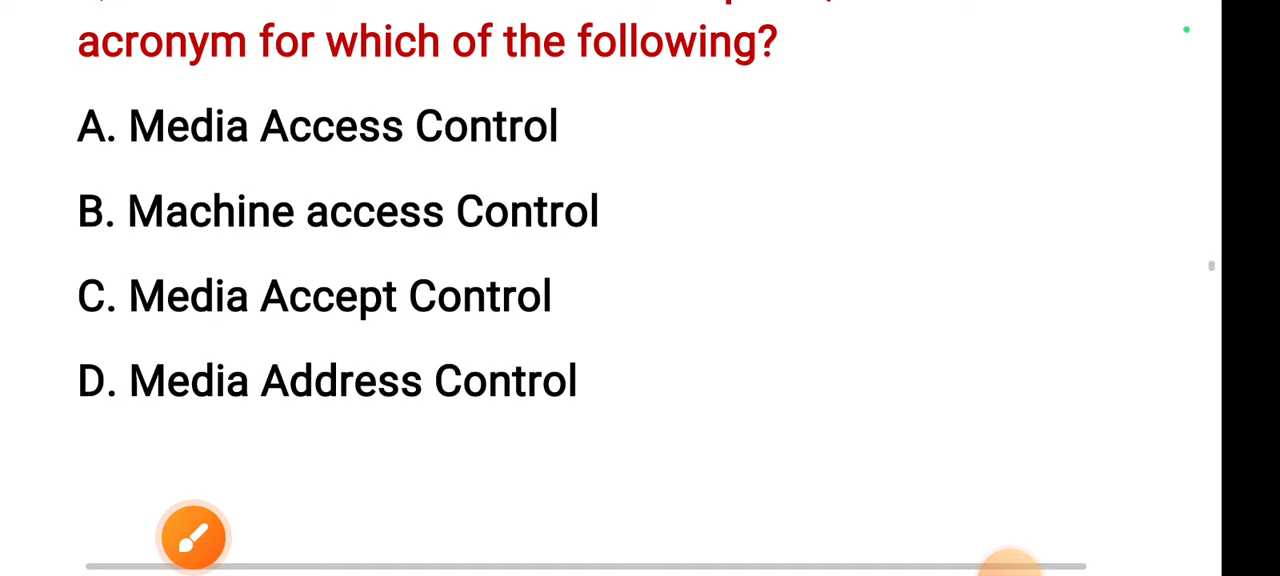 acronym for which of the following?
A. Media Access Control
B. Machine access Control
C. Media Accept Control
D. Media Address Control